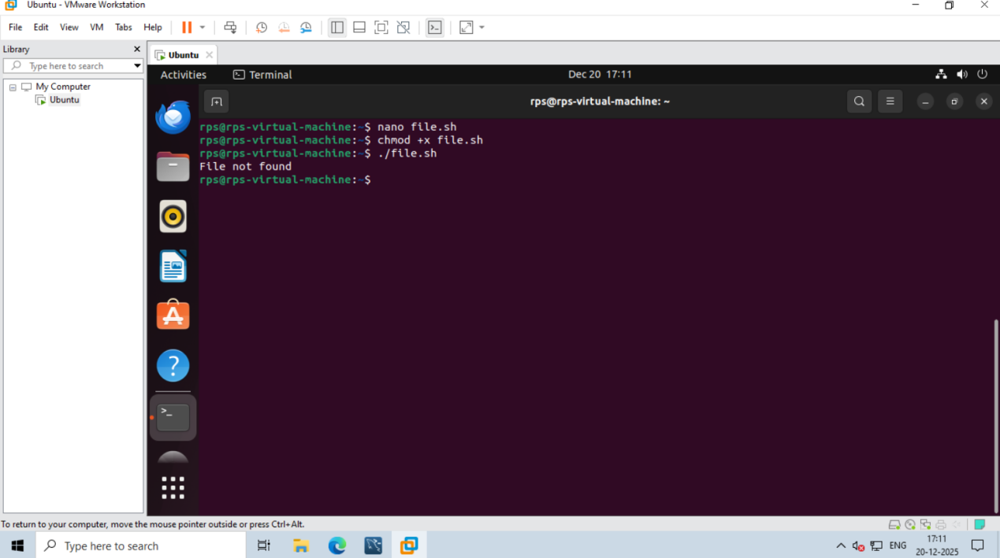 Ubuntu - VMware Workstation
File Edit View VM Tabs Help
Library
Type here to search
My Computer
Ubuntu
Ubuntu
Activities Terminal Dec 20 17:11
rps@rps-virtual-machine: ~
rps@rps-virtual-machine:~$ nano file.sh
rps@rps-virtual-machine:~$ chmod +x file.sh
rps@rps-virtual-machine:~$ ./file.sh
File not found
rps@rps-virtual-machine:~$
To return to your computer, move the mouse pointer outside or press Ctrl+Alt.
Type here to search
ENG
17:11
20-12-2025